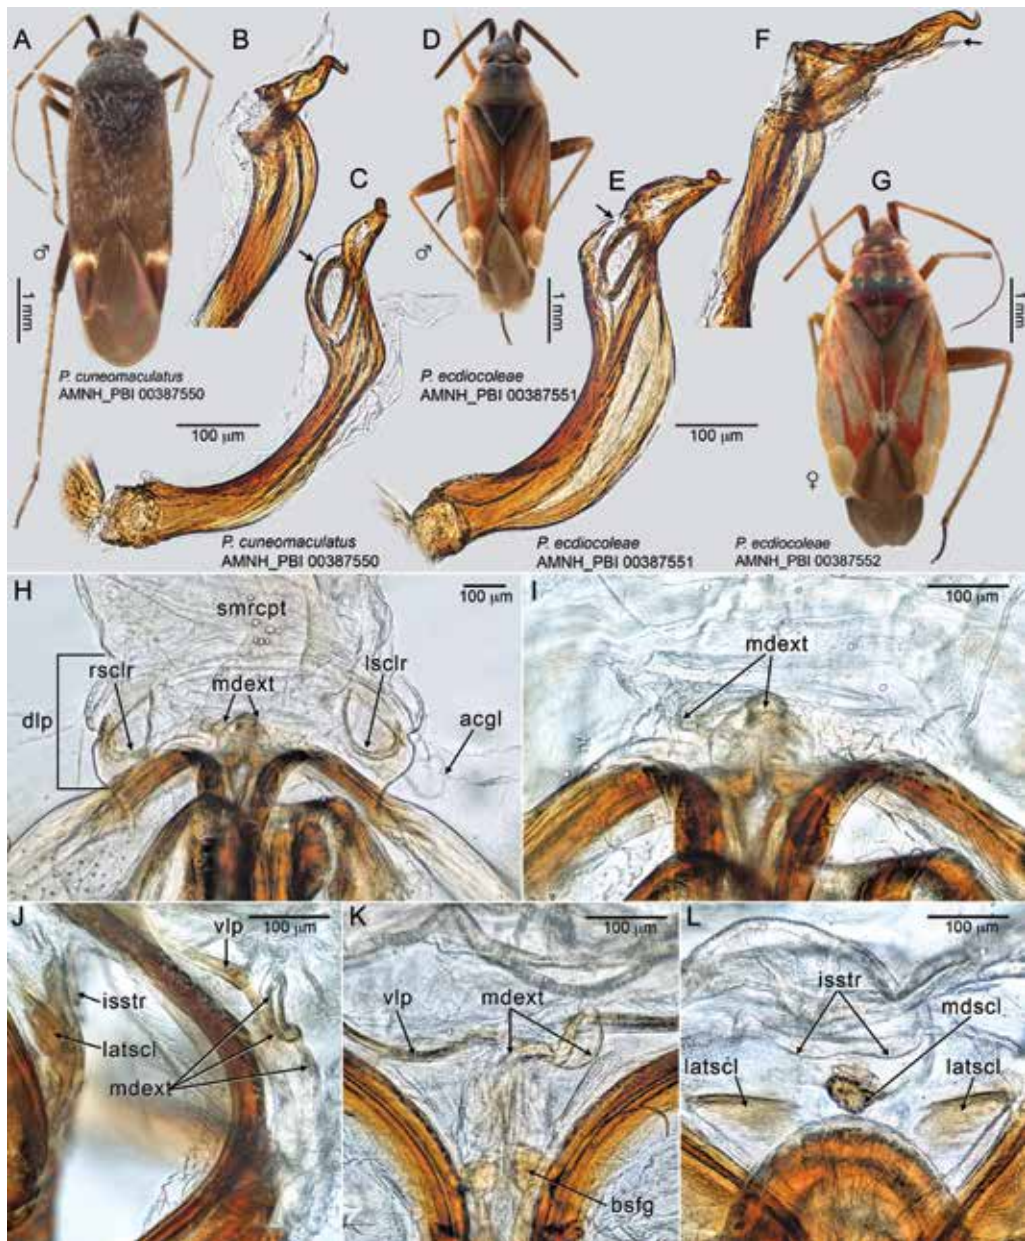 A
B
D
F
C
E
G
♂
♂
♀
1 mm
1 mm
1 mm
P. cuneomaculatus
AMNH_PBI 00387550
P. ecdiocoleae
AMNH_PBI 00387551
100 μm
100 μm
P. cuneomaculatus
AMNH_PBI 00387550
P. ecdiocoleae
AMNH_PBI 00387551
P. ecdiocoleae
AMNH_PBI 00387552
H
100 μm
smrcpt
rsclr
mdext
lsclr
dlp
acgl
I
100 μm
mdext
J
100 μm
vlp
isstr
latscl
mdext
K
100 μm
vlp
mdext
bsfg
L
100 μm
isstr
mdscl
latscl
latscl